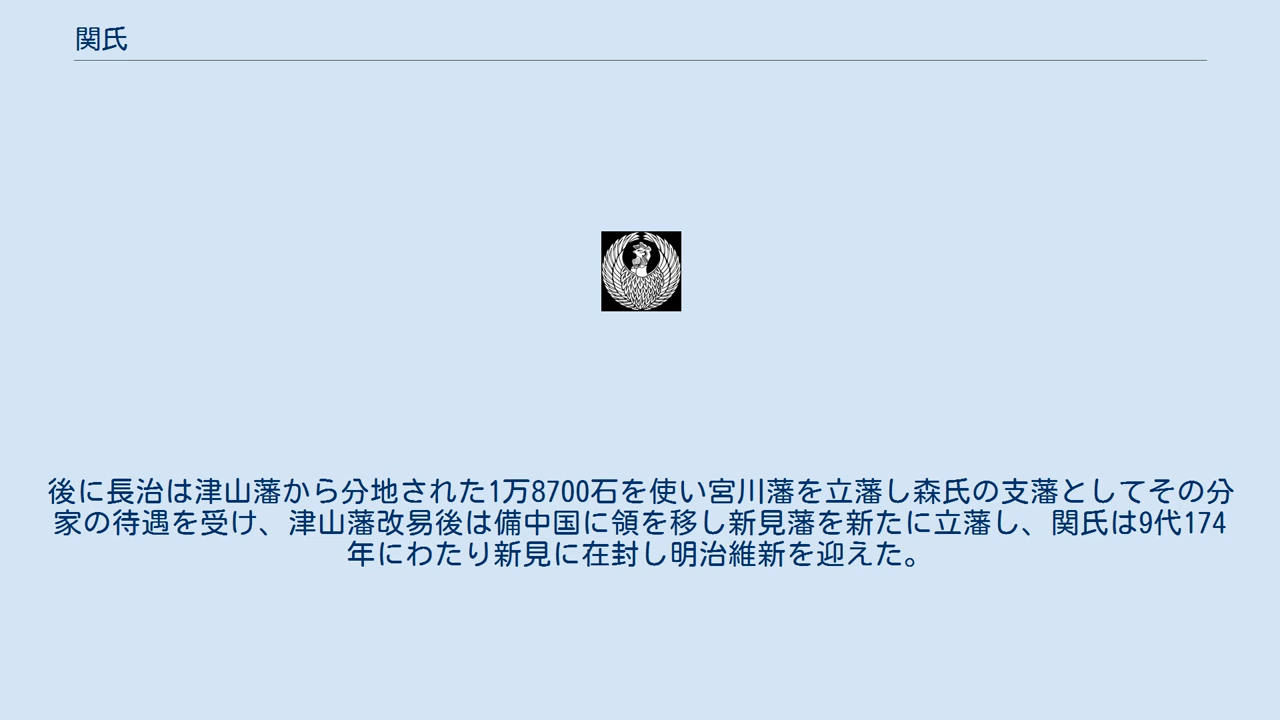 関氏
後に長治は津山藩から分地された1万8700石を使い宮川藩を立藩し森氏の支藩としてその分
家の待遇を受け、津山藩改易後は備中国に領を移し新見藩を新たに立藩し、関氏は9代174
年にわたり新見に在封し明治維新を迎えた。